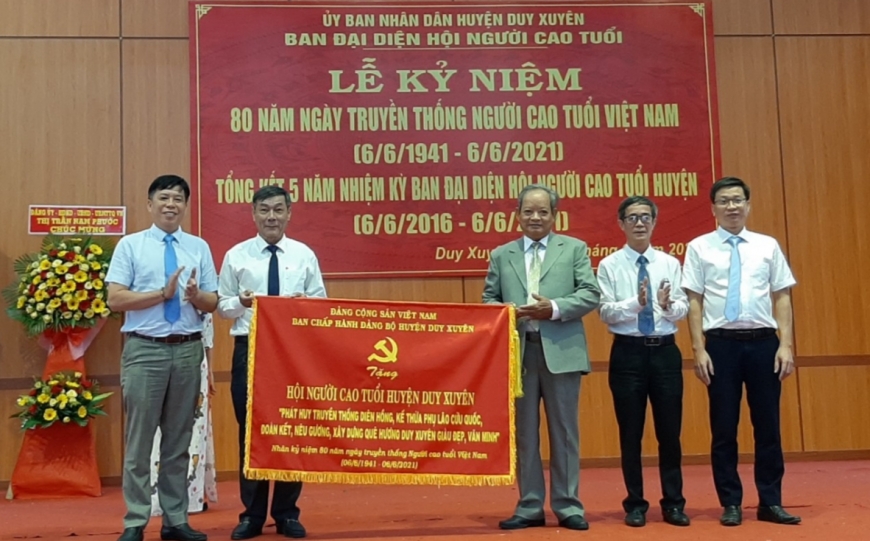 ỦY BAN NHÂN DÂN HUYỆN DUY XUYÊN
BAN ĐẠI DIỆN HỘI NGƯỜI CAO TUỔI
LỄ KỶ NIỆM
80 NĂM NGÀY TRUYỀN THỐNG NGƯỜI CAO TUỔI VIỆT NAM
(6/6/1941 - 6/6/2021)
TỔNG KẾT 5 NĂM NHIỆM KỲ BAN ĐẠI DIỆN HỘI NGƯỜI CAO TUỔI HUYỆN
(6/6/2016 - 6/6/
Duy Xuy
ĐẢNG ỦY - HĐND - UBND - UBMTTQ VN
THỊ TRẤN NAM PHƯỚC
CHÚC MỪNG
ĐẢNG CỘNG SẢN VIỆT NAM
BAN CHẤP HÀNH ĐẢNG BỘ HUYỆN DUY XUYÊN
Tặng
HỘI NGƯỜI CAO TUỔI HUYỆN DUY XUYÊN
"PHÁT HUY TRUYỀN THỐNG DIÊN HỒNG, KẾ THỪA PHỤ LÃO CỨU QUỐC,
ĐOÀN KẾT, NÊU GƯƠNG, XÂY DỰNG QUÊ HƯƠNG DUY XUYÊN GIÀU ĐẸP, VĂN MINH"
Nhân kỷ niệm 80 năm ngày truyền thống Người cao tuổi Việt Nam
(06/6/1941 - 06/6/2021)